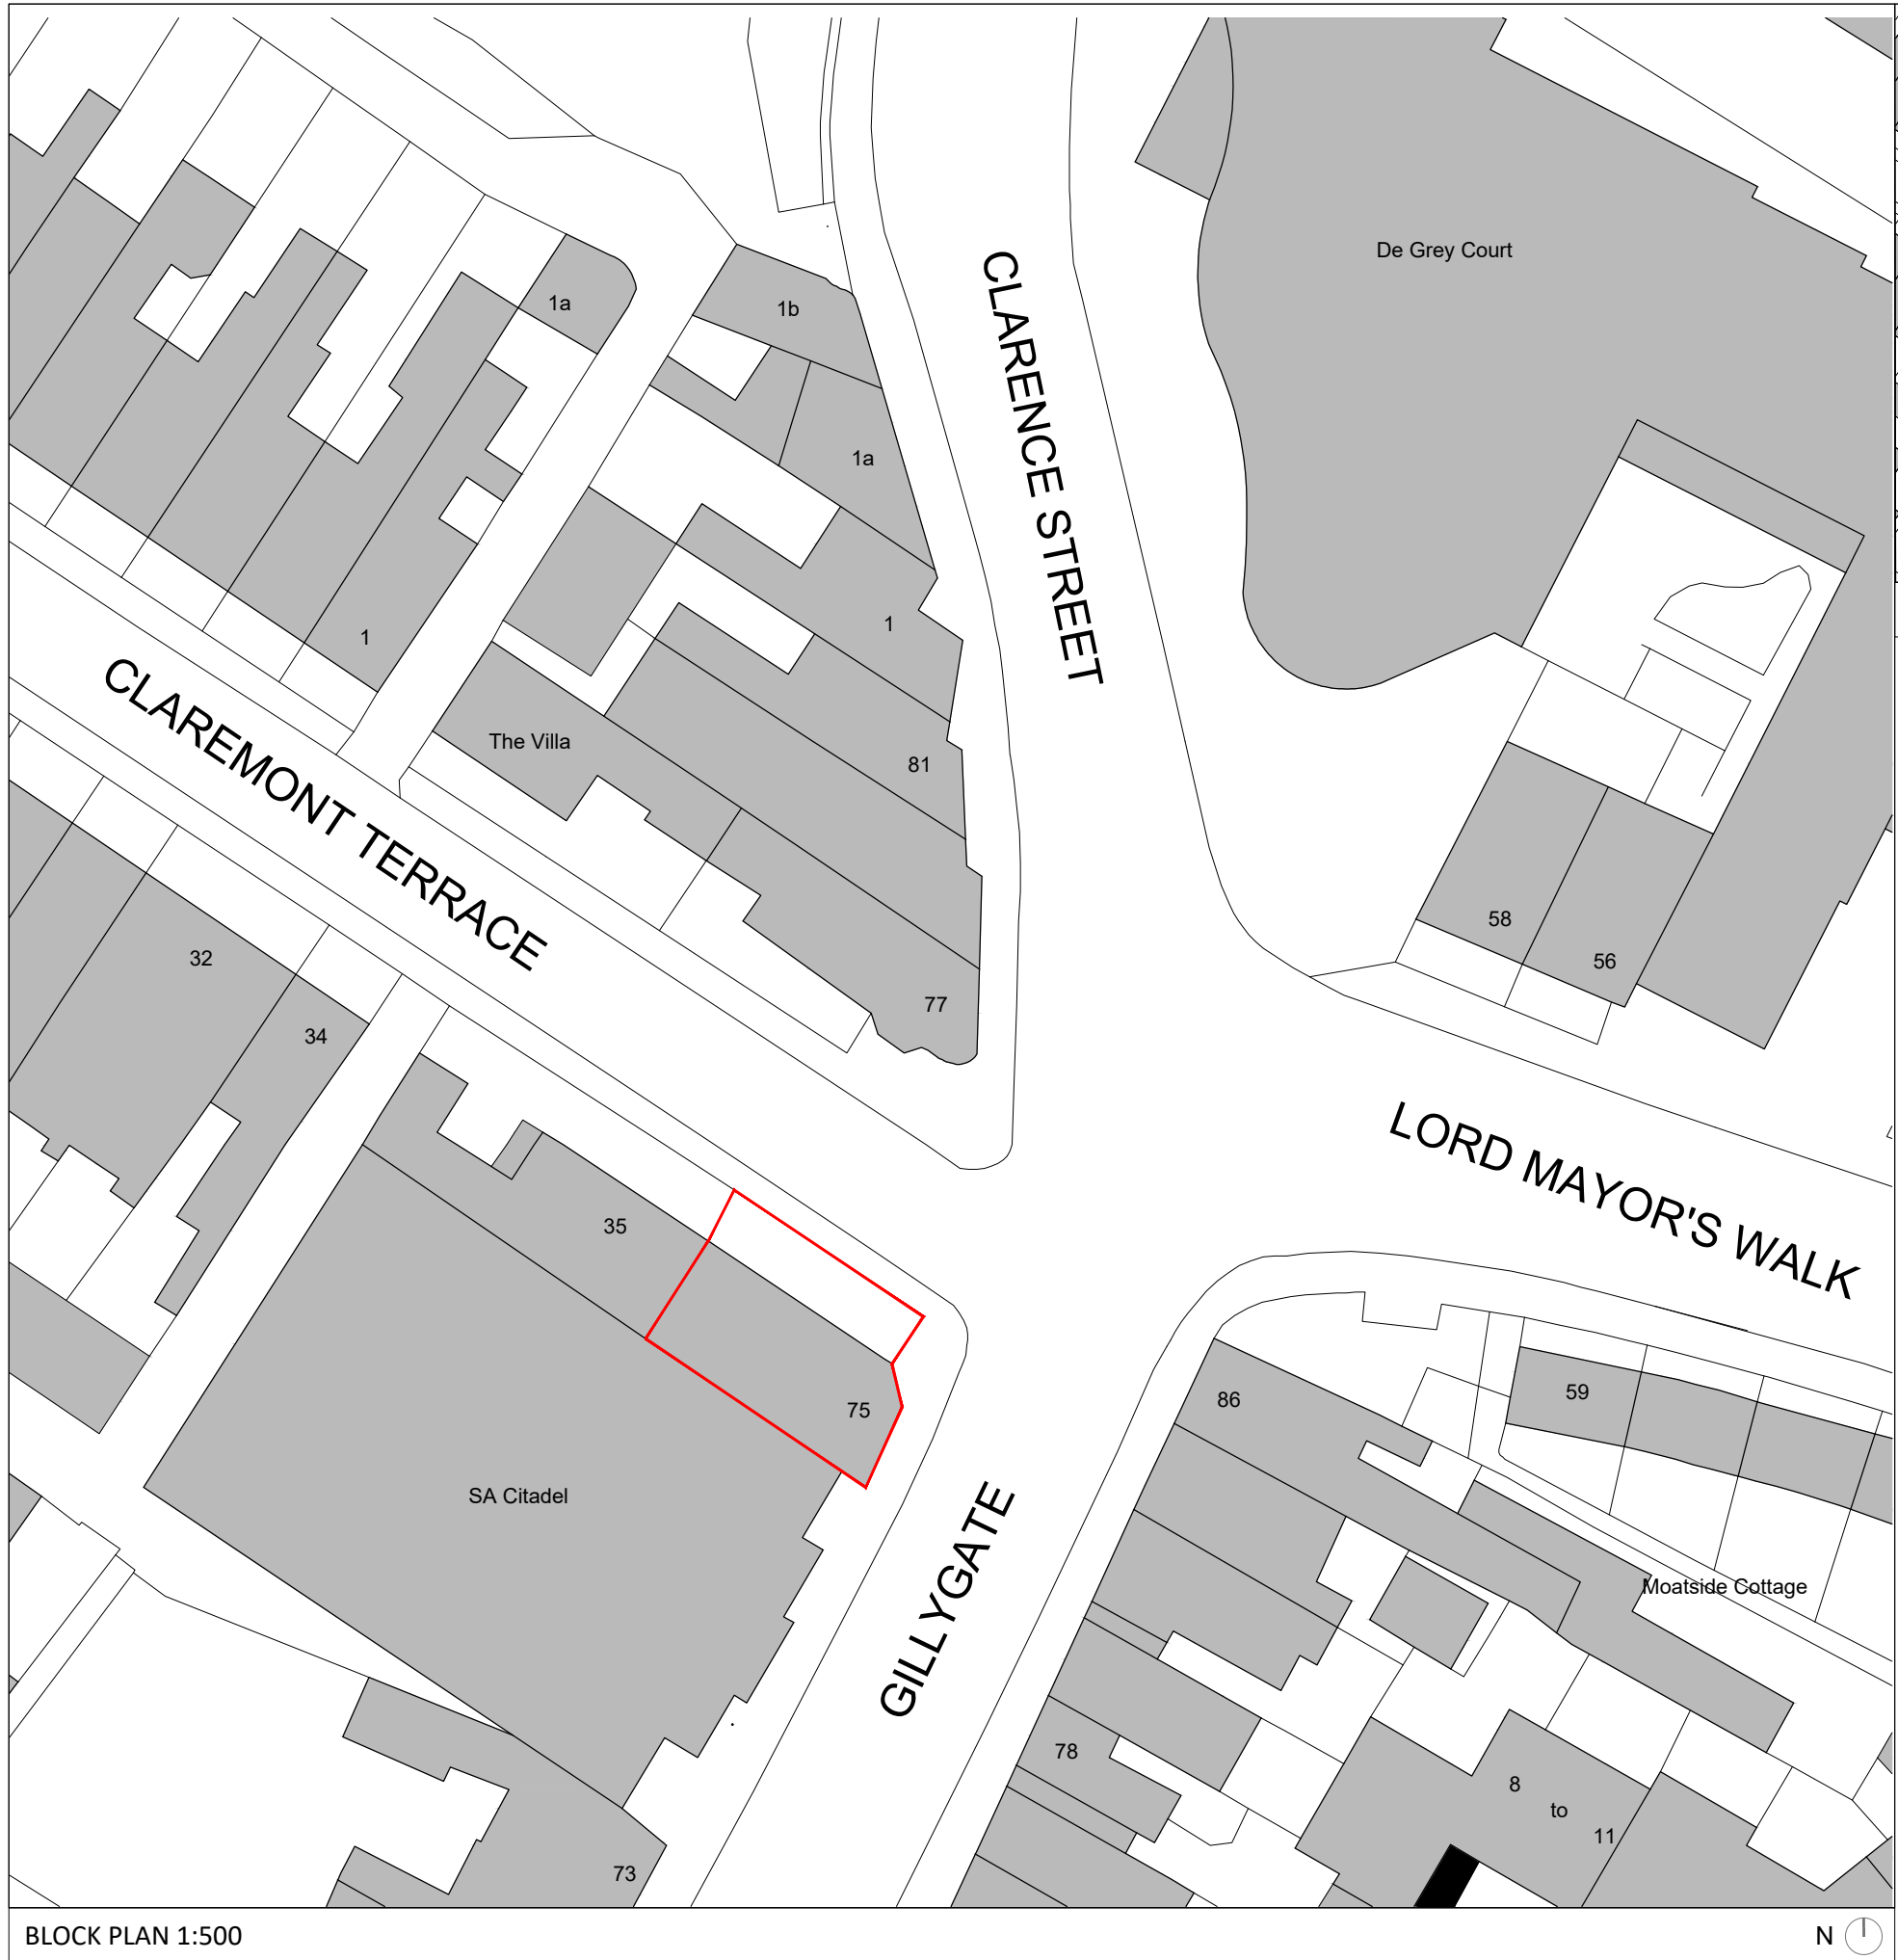 De Grey Court
1a
1b
CLARENCE STREET
1a
1
1
The Villa
81
CLAREMONT TERRACE
58
32
56
77
34
LORD MAYOR'S WALK
35
59
86
75
SA Citadel
GILLYGATE
Moatside Cottage
78
8
to
11
73
BLOCK PLAN 1:500
N